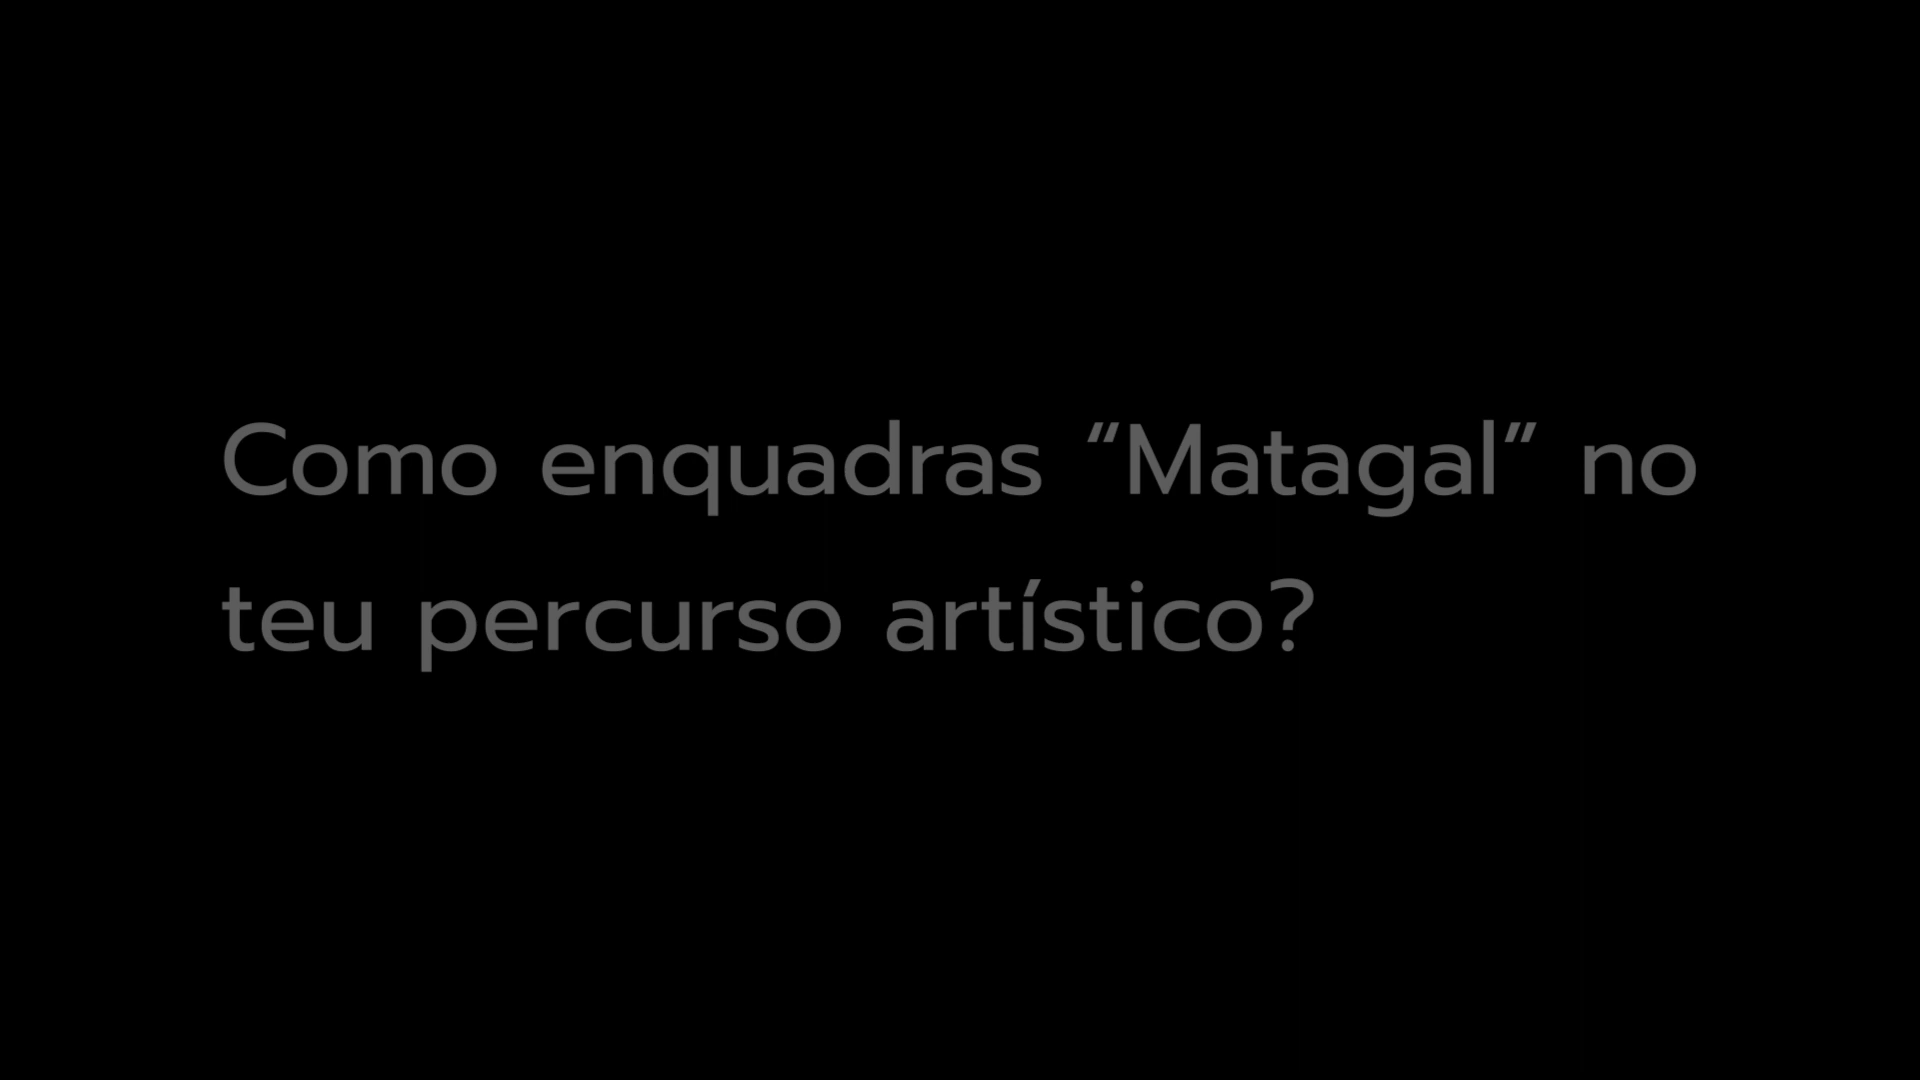 Como enquadras “Matagal” no
teu percurso artístico?